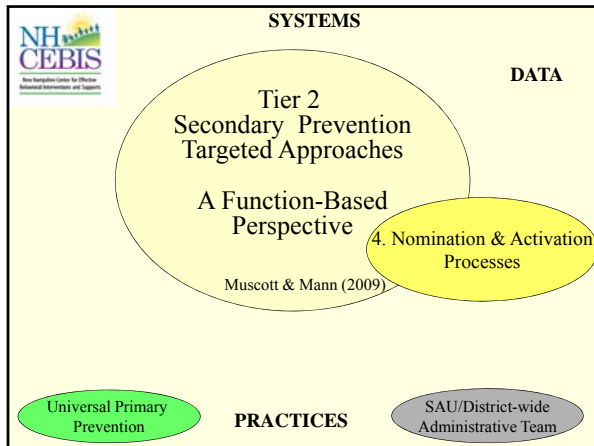 SYSTEMS
NH
CEBIS
New Hampshire Center for Effective
Behavioral Interventions and Supports
DATA
Tier 2
Secondary Prevention
Targeted Approaches
A Function-Based
Perspective
4. Nomination & Activation
Processes
Muscott & Mann (2009)
Universal Primary
Prevention
PRACTICES
SAU/District-wide
Administrative Team